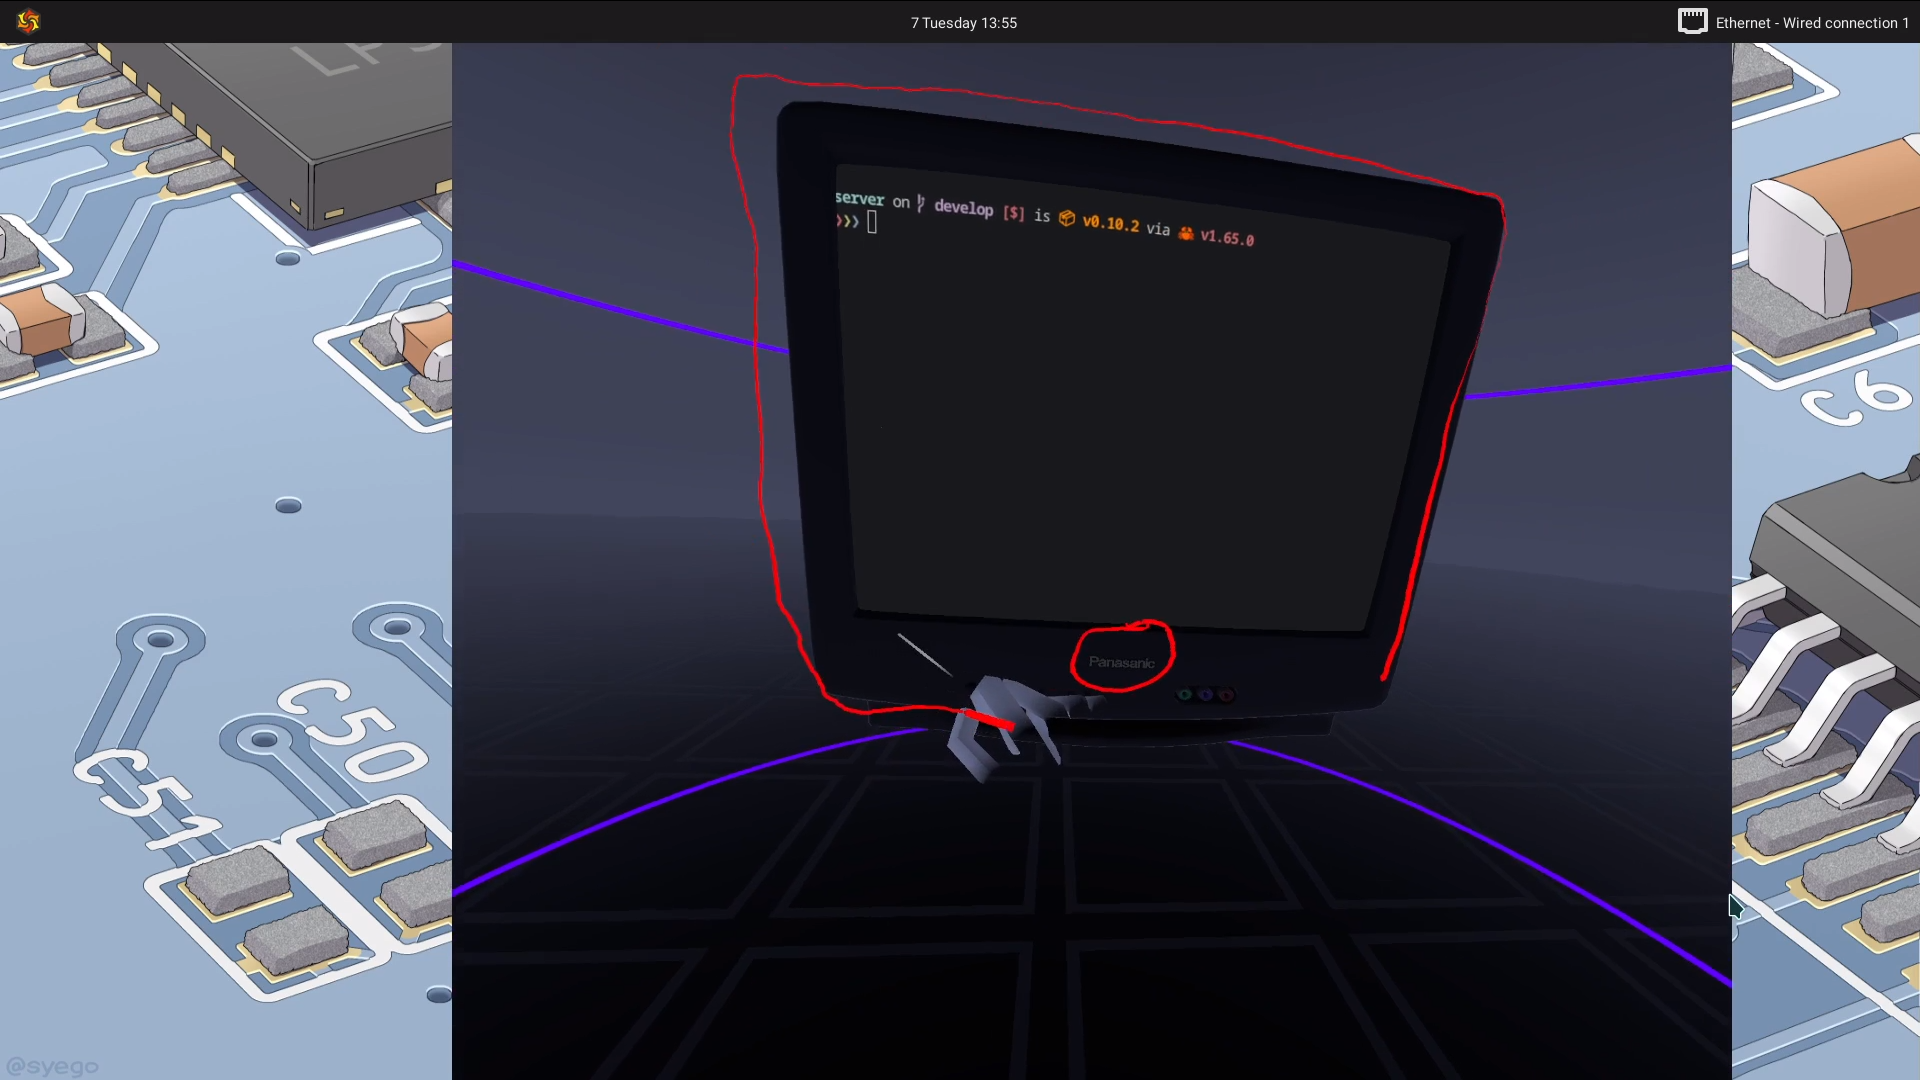 7 Tuesday 13:55
Ethernet - Wired connection 1
LFS
server on develop [$] is v0.10.2 via v1.65.0
❯❯❯
Panasanic
C6
C50
C51
@syego